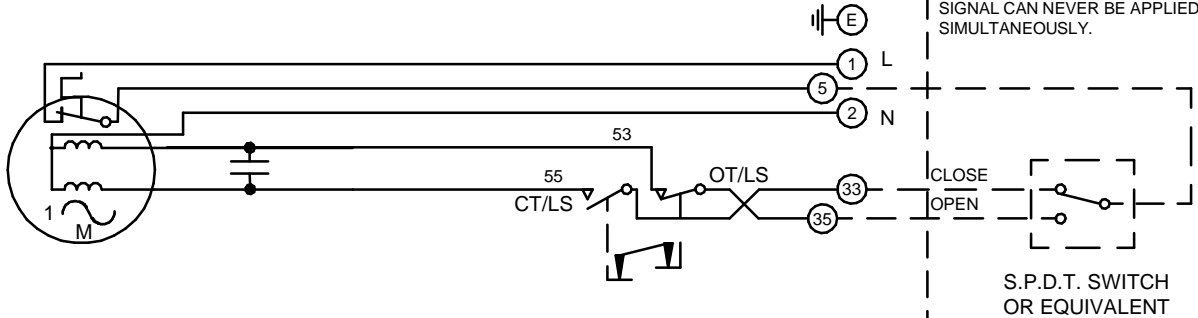 SIGNAL CAN NEVER BE APPLIED
SIMULTANEOUSLY.
E
1 L
5
2 N
53
55
OT/LS
CT/LS
33
35
CLOSE
OPEN
1
M
S.P.D.T. SWITCH
OR EQUIVALENT